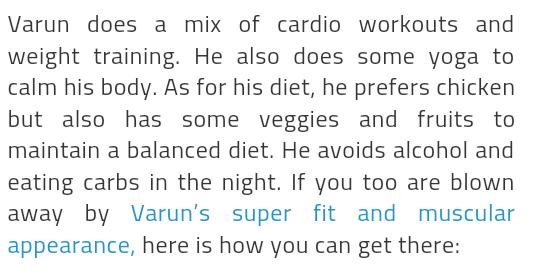 Varun does a mix of cardio workouts and
weight training. He also does some yoga to
calm his body. As for his diet, he prefers chicken
but also has some veggies and fruits to
maintain a balanced diet. He avoids alcohol and
eating carbs in the night. If you too are blown
away by Varun’s super fit and muscular
appearance, here is how you can get there: